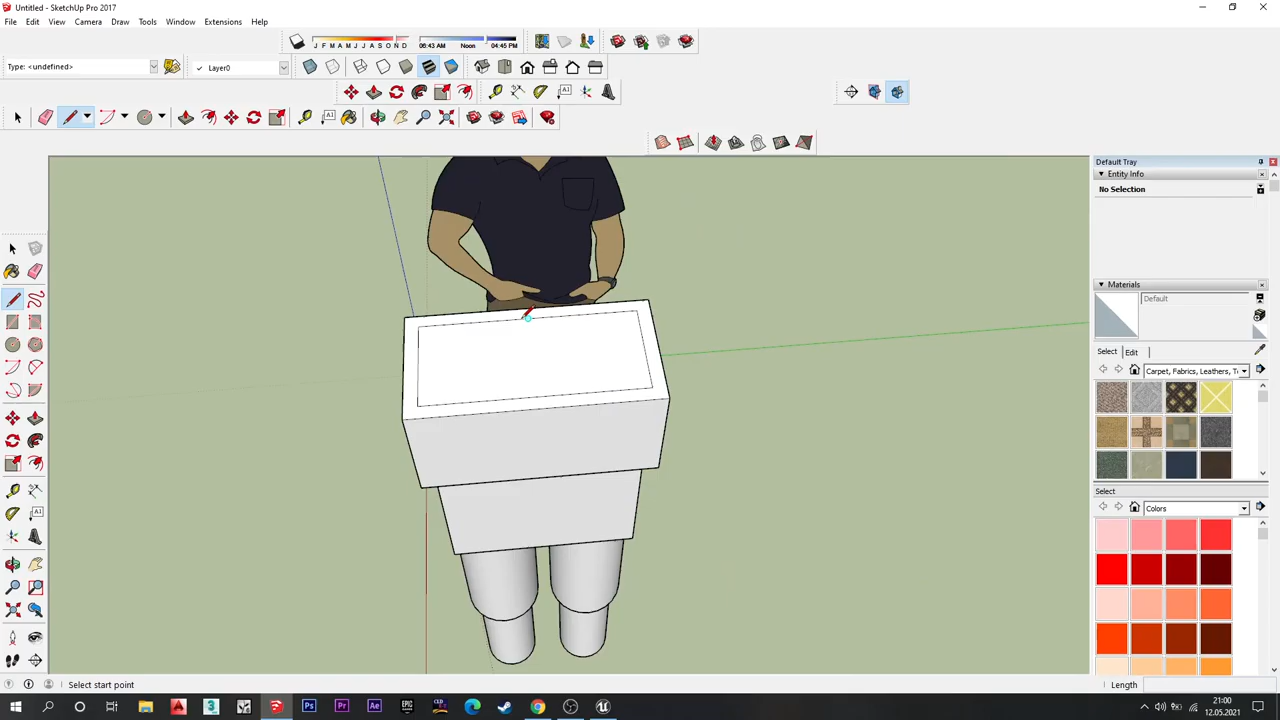 Untitled - SketchUp Pro 2017
File Edit View Camera Draw Tools Window Extensions Help
J F M A M J J A S O N D 06:43 AM Noon 04:45 PM
Type: <undefined> Layer0
Default Tray
Entity Info
No Selection
Materials
Default
Select Edit
Carpet, Fabrics, Leathers, T
Select
Colors
Select start point
Length
21:00
12.05.2021